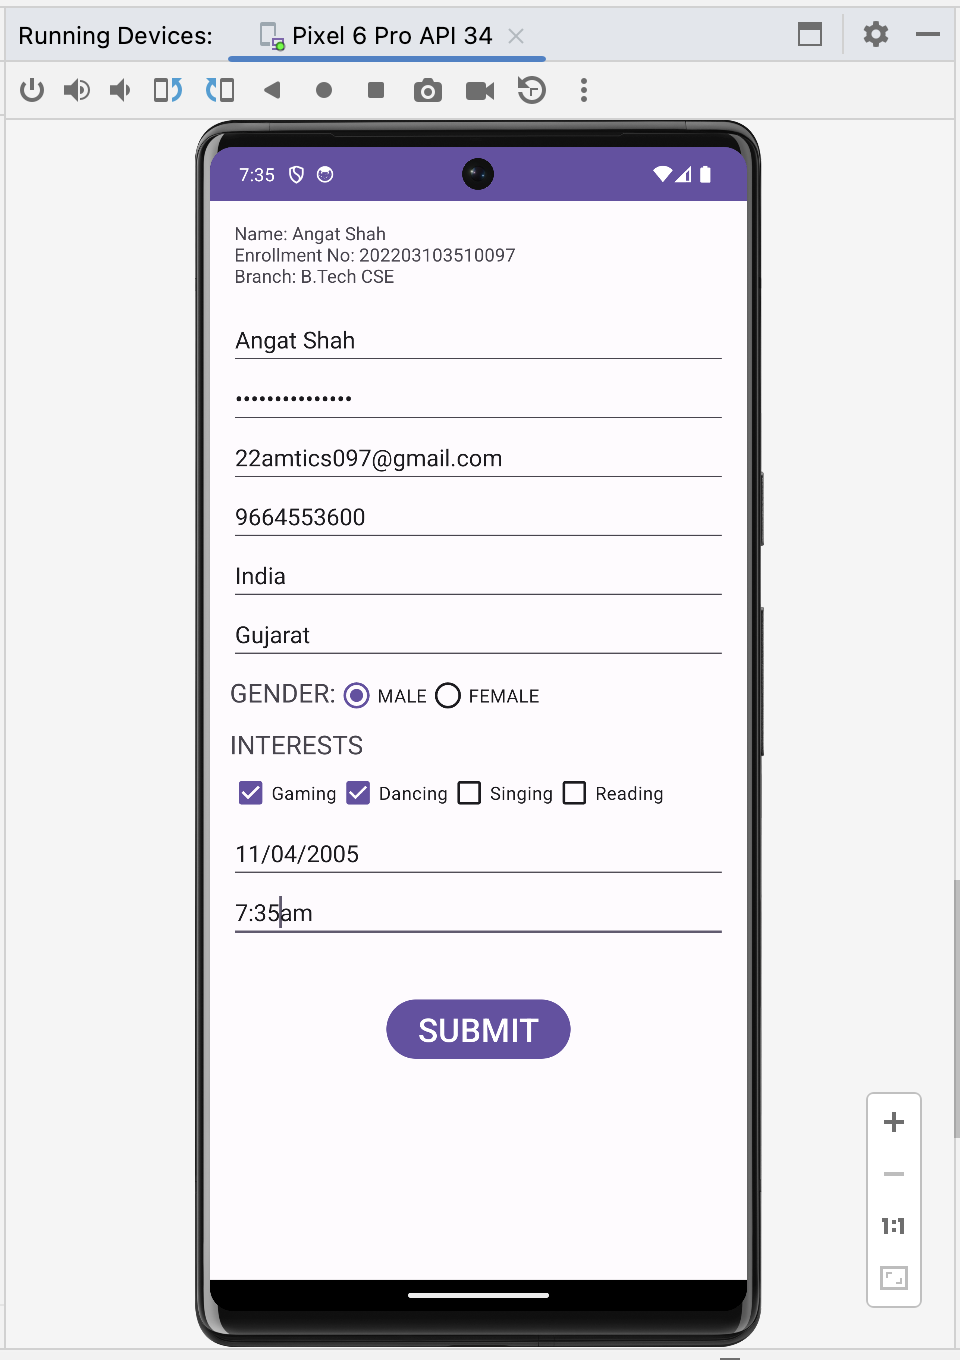 Running Devices: Pixel 6 Pro API 34
7:35
Name: Angat Shah
Enrollment No: 202203103510097
Branch: B.Tech CSE
Angat Shah
•••••••••••••••
22amtics097@gmail.com
9664553600
India
Gujarat
GENDER: MALE FEMALE
INTERESTS
Gaming Dancing Singing Reading
11/04/2005
7:35am
SUBMIT
1:1